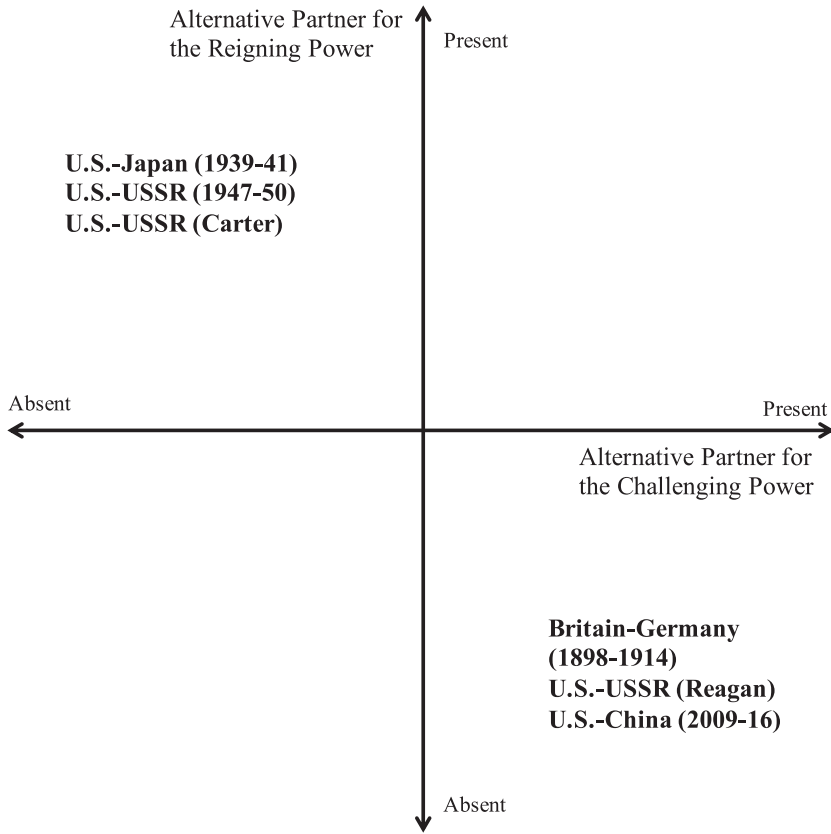 Alternative Partner for
the Reigning Power
Present
U.S.-Japan (1939-41)
U.S.-USSR (1947-50)
U.S.-USSR (Carter)
Absent
Present
Alternative Partner for
the Challenging Power
Britain-Germany
(1898-1914)
U.S.-USSR (Reagan)
U.S.-China (2009-16)
Absent